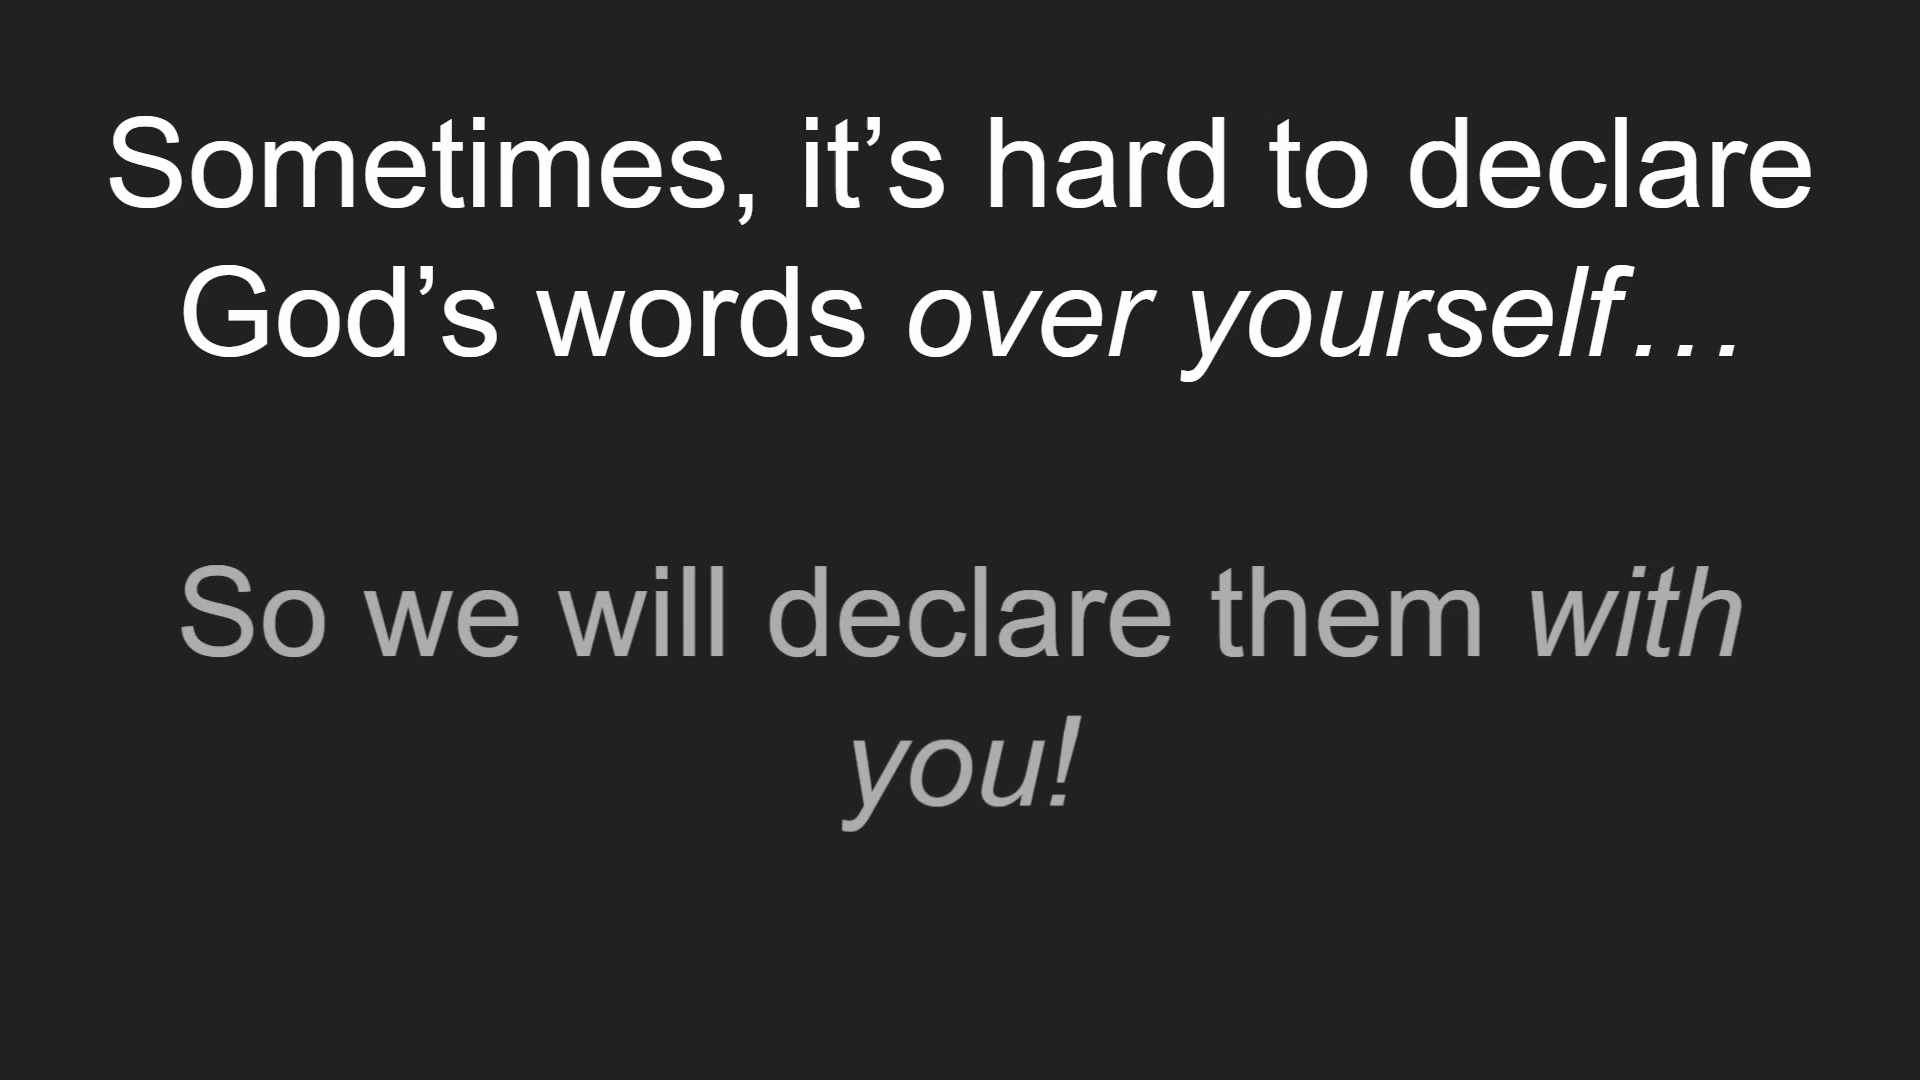 Sometimes, it’s hard to declare
God’s words over yourself…
So we will declare them with
you!